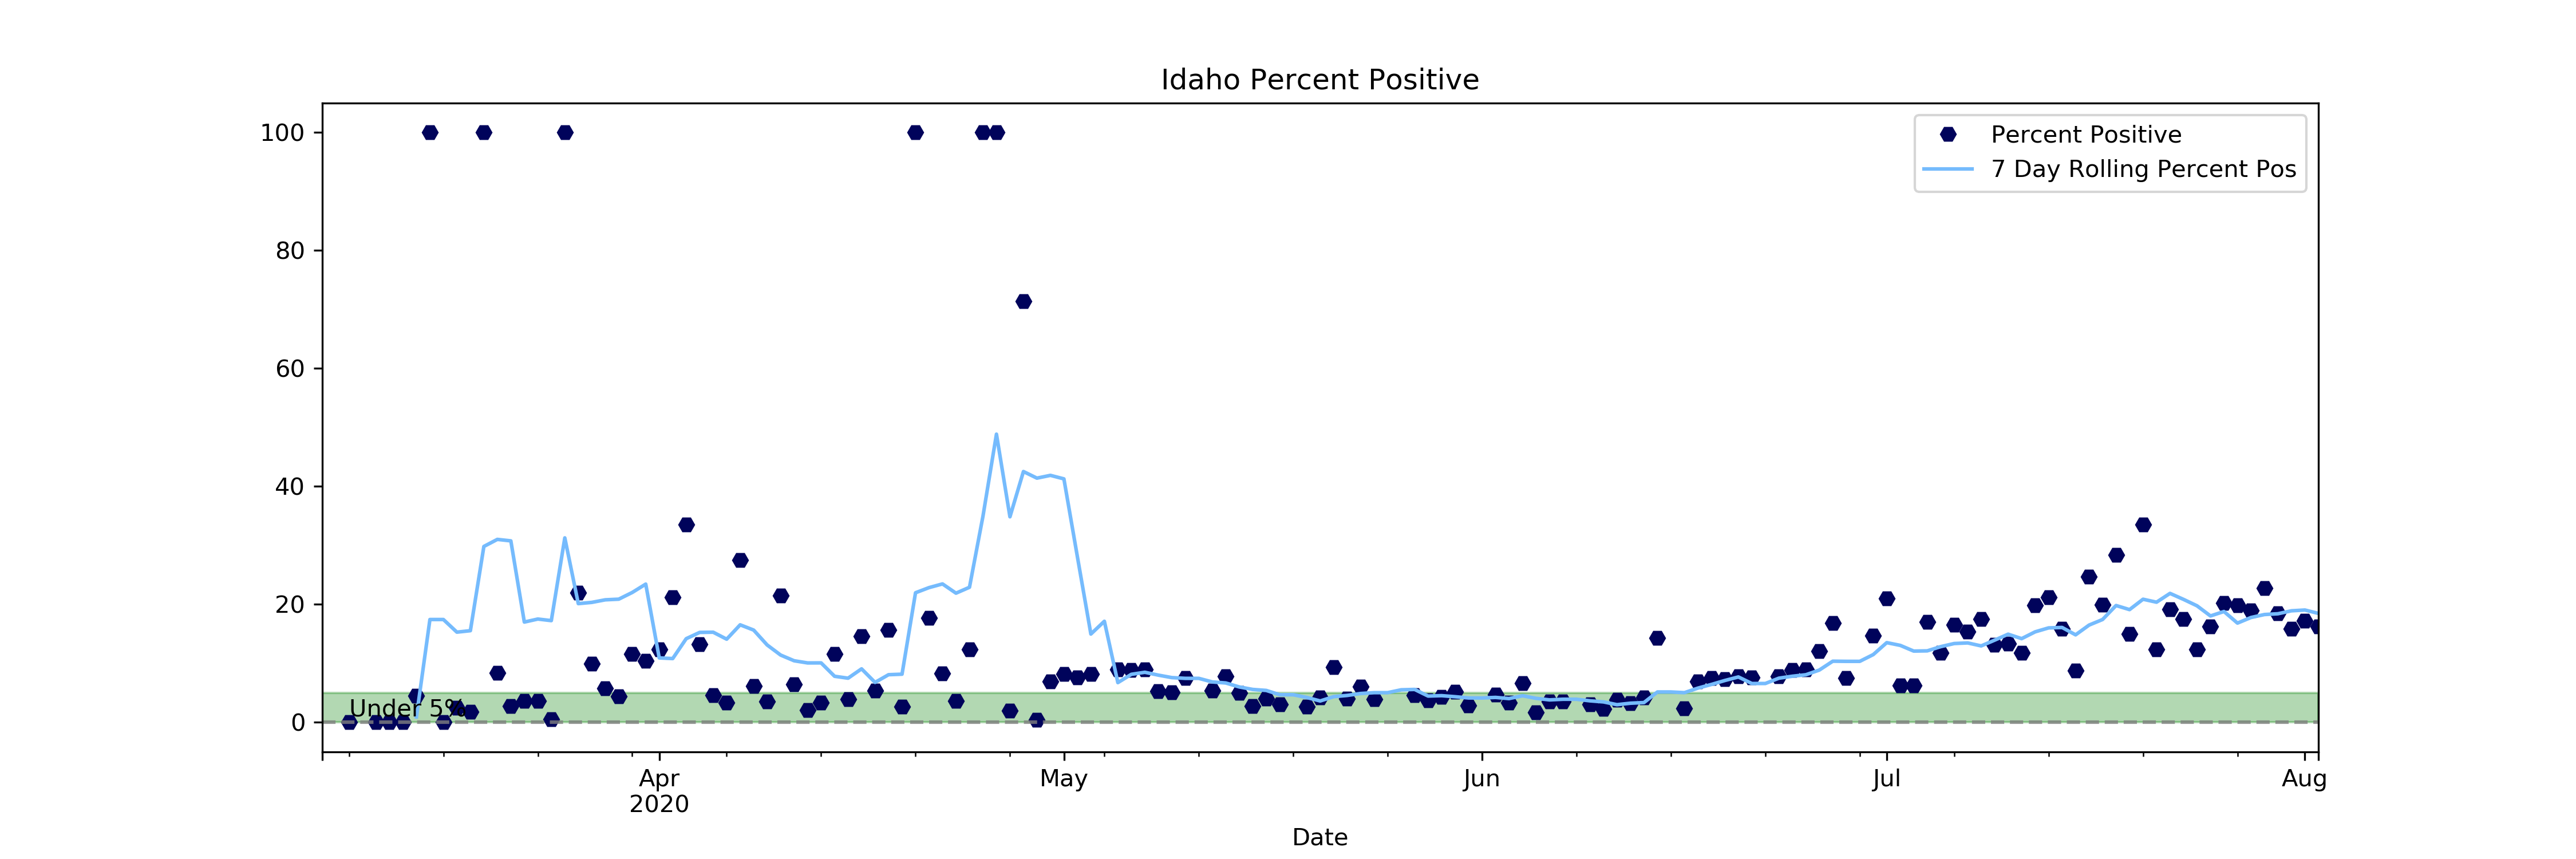 Idaho Percent Positive
100
80
60
40
20
0
Percent Positive
7 Day Rolling Percent Pos
Under 5%
Apr
2020
May
Jun
Jul
Aug
Date